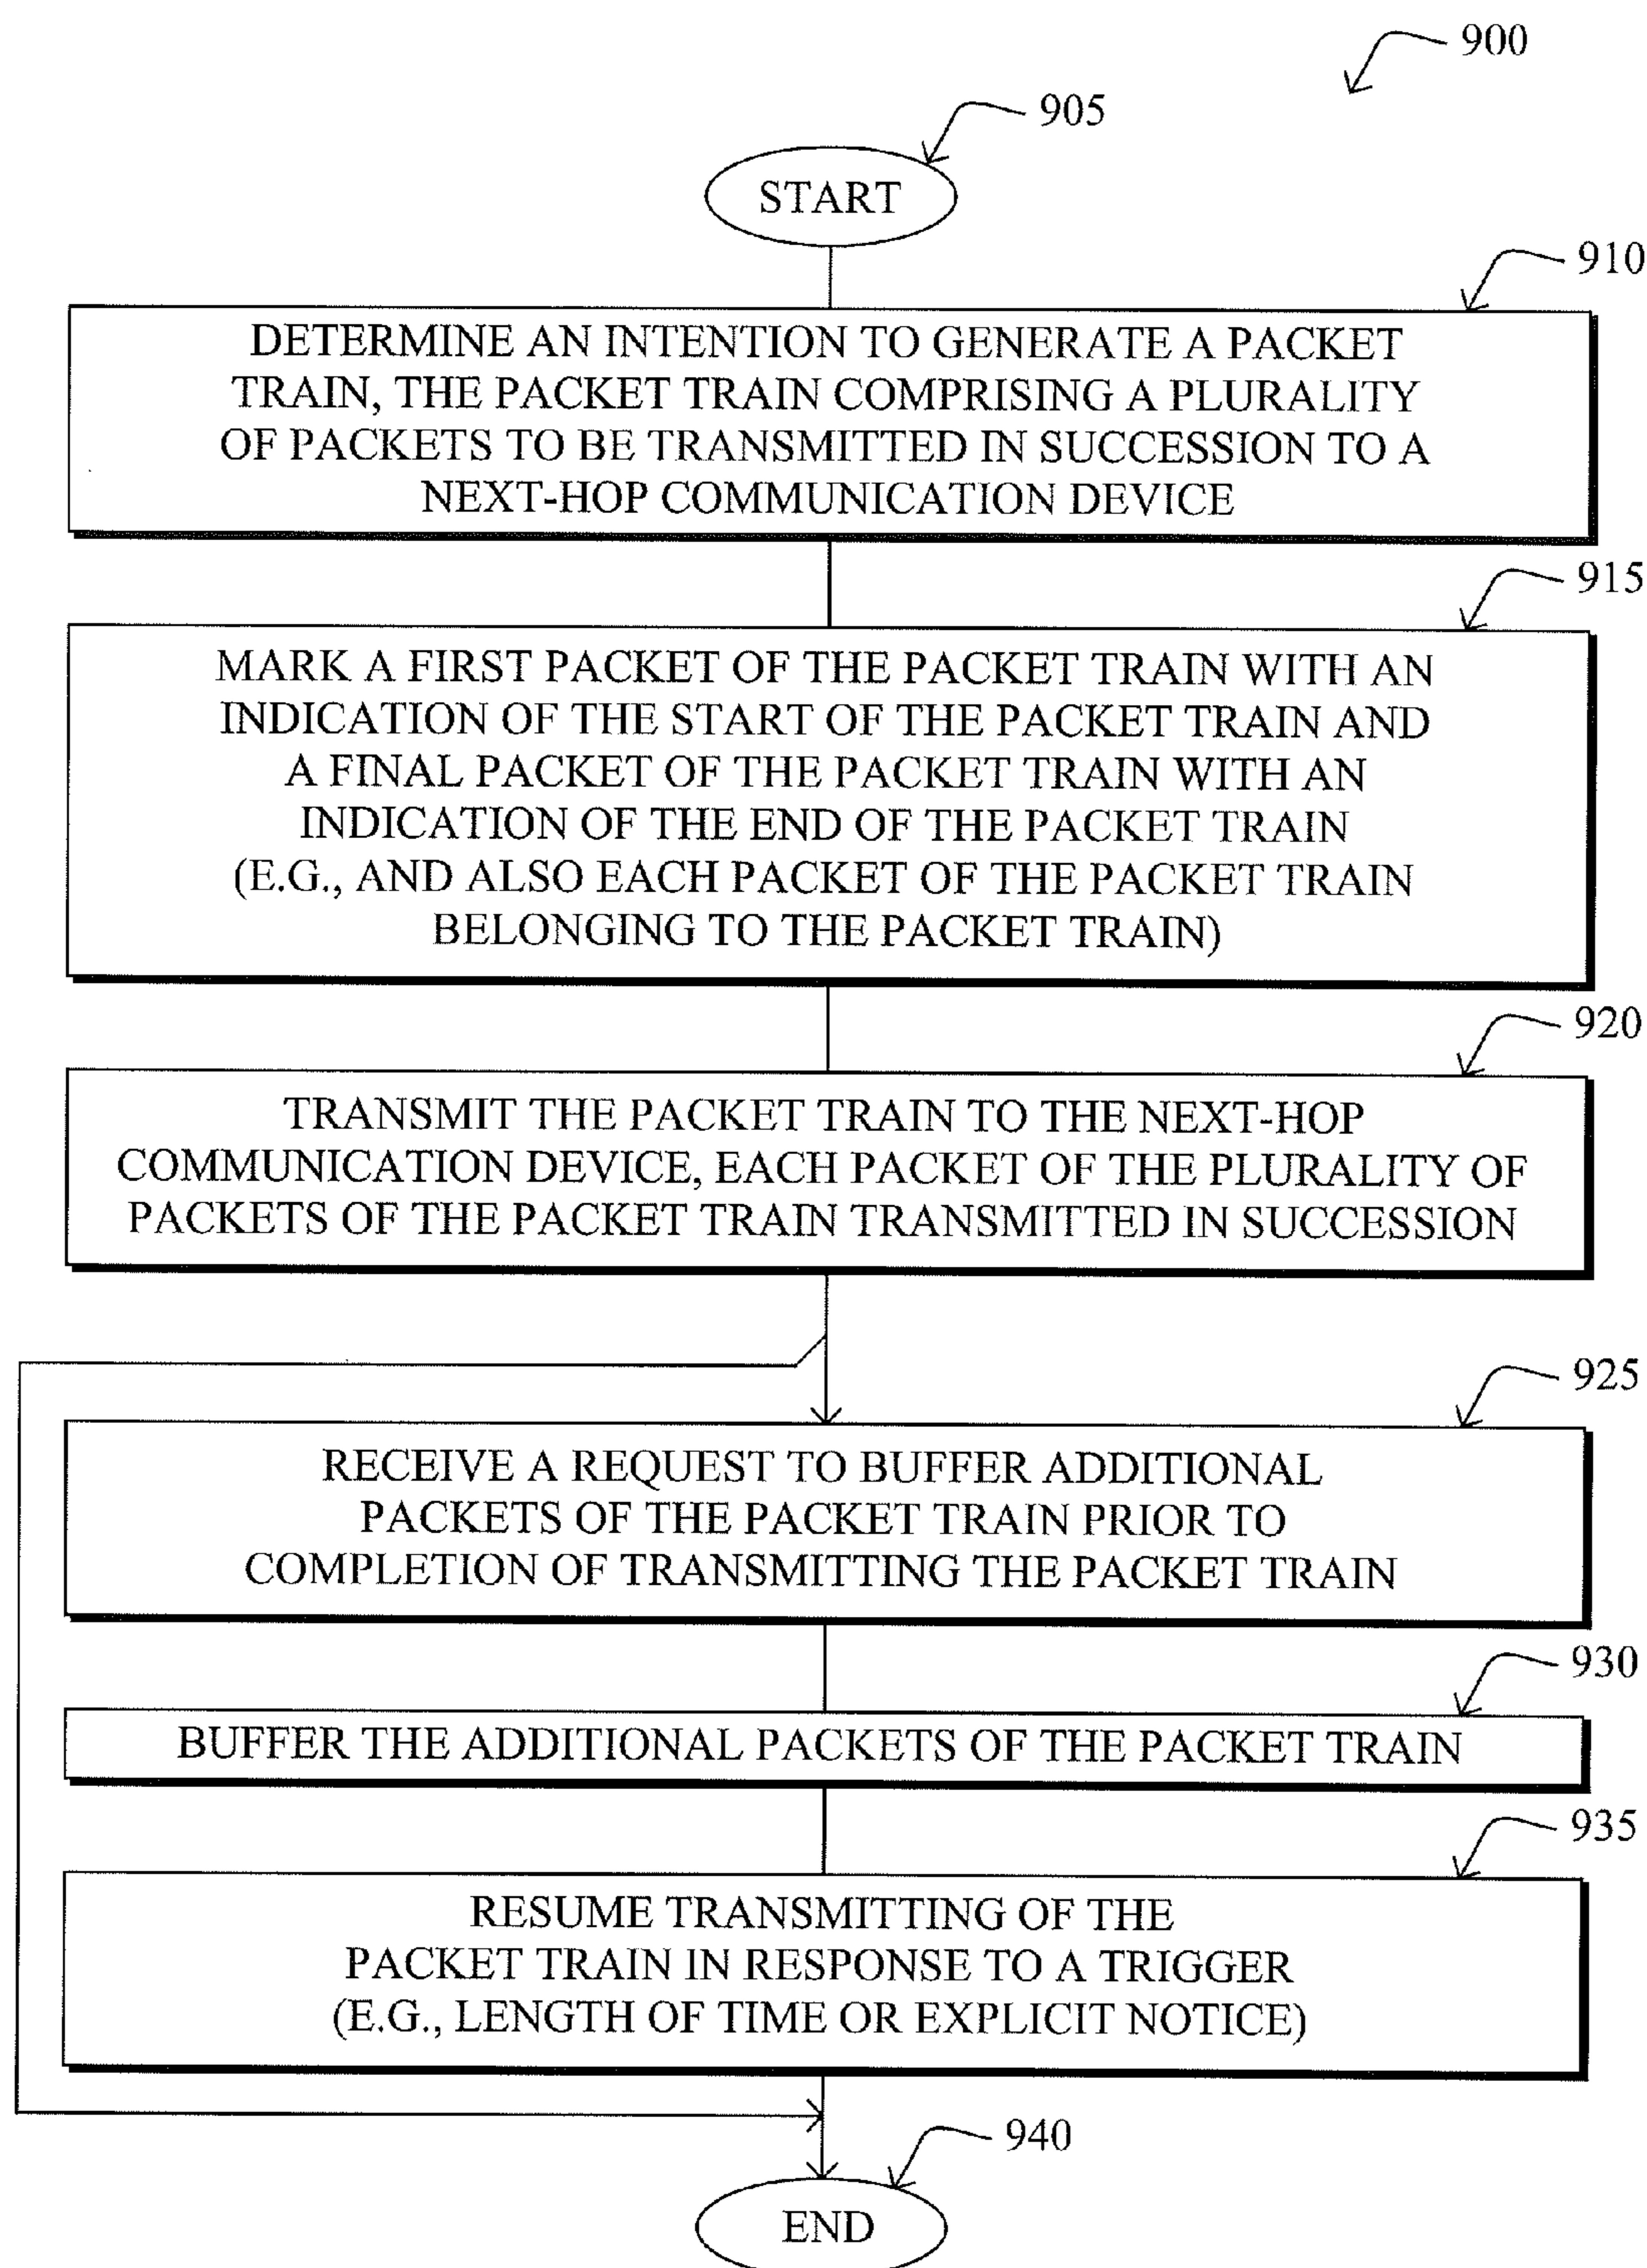 900
905
START
910
DETERMINE AN INTENTION TO GENERATE A PACKET
TRAIN, THE PACKET TRAIN COMPRISING A PLURALITY
OF PACKETS TO BE TRANSMITTED IN SUCCESSION TO A
NEXT-HOP COMMUNICATION DEVICE
915
MARK A FIRST PACKET OF THE PACKET TRAIN WITH AN
INDICATION OF THE START OF THE PACKET TRAIN AND
A FINAL PACKET OF THE PACKET TRAIN WITH AN
INDICATION OF THE END OF THE PACKET TRAIN
(E.G., AND ALSO EACH PACKET OF THE PACKET TRAIN
BELONGING TO THE PACKET TRAIN)
920
TRANSMIT THE PACKET TRAIN TO THE NEXT-HOP
COMMUNICATION DEVICE, EACH PACKET OF THE PLURALITY OF
PACKETS OF THE PACKET TRAIN TRANSMITTED IN SUCCESSION
925
RECEIVE A REQUEST TO BUFFER ADDITIONAL
PACKETS OF THE PACKET TRAIN PRIOR TO
COMPLETION OF TRANSMITTING THE PACKET TRAIN
930
BUFFER THE ADDITIONAL PACKETS OF THE PACKET TRAIN
935
RESUME TRANSMITTING OF THE
PACKET TRAIN IN RESPONSE TO A TRIGGER
(E.G., LENGTH OF TIME OR EXPLICIT NOTICE)
940
END